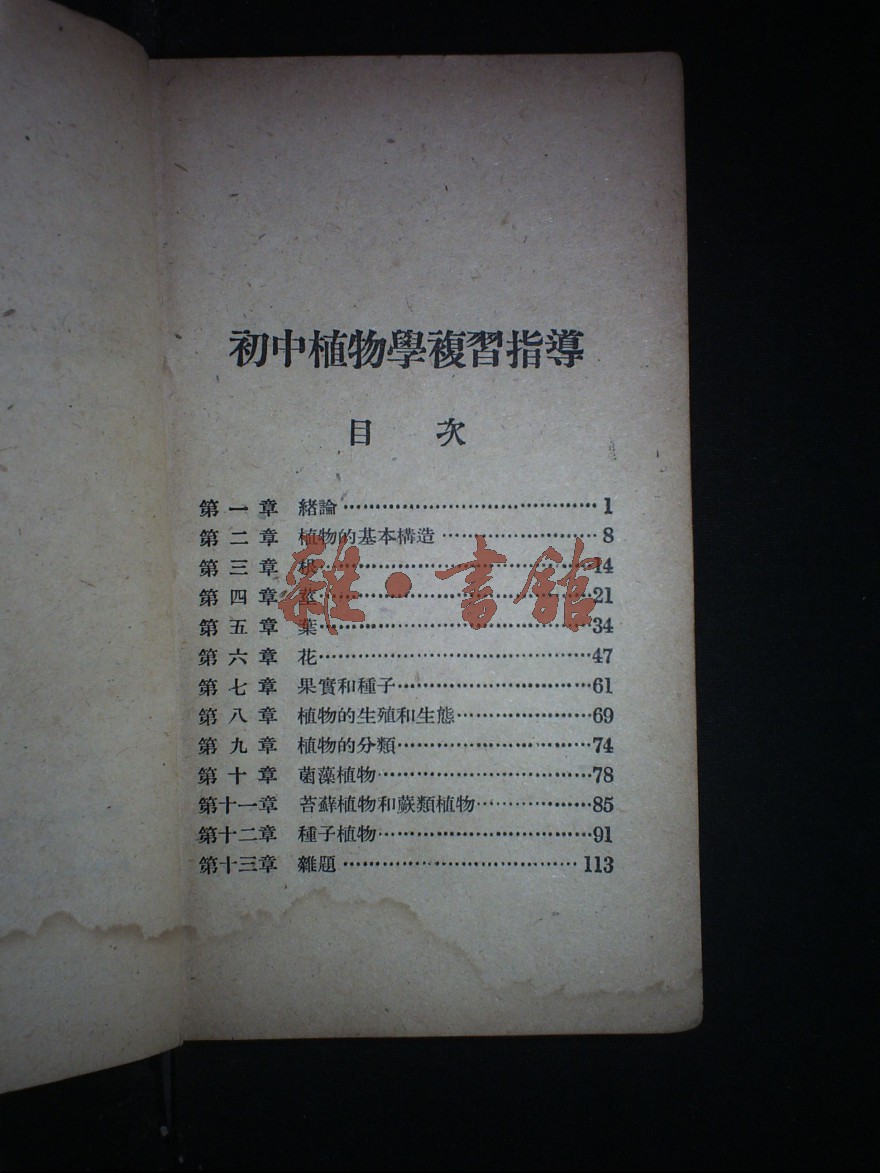 初中植物學複習指導
目 次
第一章 緒論 1
第二章 植物的基本構造 8
第三章 根 14
第四章 莖 21
第五章 葉 34
第六章 花 47
第七章 果實和種子 61
第八章 植物的生殖和生態 69
第九章 植物的分類 74
第十章 菌藻植物 78
第十一章 苔蘚植物和蕨類植物 85
第十二章 種子植物 91
第十三章 雜題 113
雜·書館